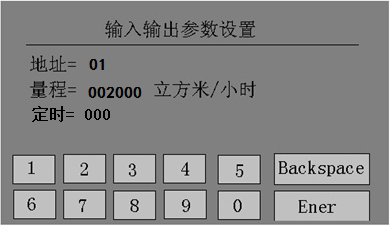 输入输出参数设置
地址= 01
量程= 002000 立方米/小时
定时= 000
1 2 3 4 5 Backspace
6 7 8 9 0 Ener